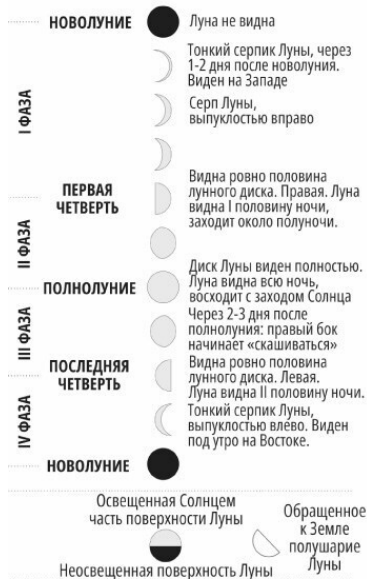 НОВОЛУНИЕ
Луна не видна
Тонкий серпик Луны, через
1-2 дня после новолуния.
Виден на Западе
I ФАЗА
Серп Луны,
выпуклостью вправо
ПЕРВАЯ
ЧЕТВЕРТЬ
Видна ровно половина
лунного диска. Правая. Луна
видна I половину ночи,
заходит около полуночи.
II ФАЗА
ПОЛНОЛУНИЕ
Диск Луны виден полностью.
Луна видна всю ночь,
восходит с заходом Солнца
III ФАЗА
Через 2-3 дня после
полнолуния: правый бок
начинает «скашиваться»
ПОСЛЕДНЯЯ
ЧЕТВЕРТЬ
Видна ровно половина
лунного диска. Левая.
Луна видна II половину ночи.
IV ФАЗА
Тонкий серпик Луны,
выпуклостью влево. Виден
под утро на Востоке.
НОВОЛУНИЕ
Освещенная Солнцем
часть поверхности Луны
Обращенное
к Земле
полушарие
Луны
Неосвещенная поверхность Луны